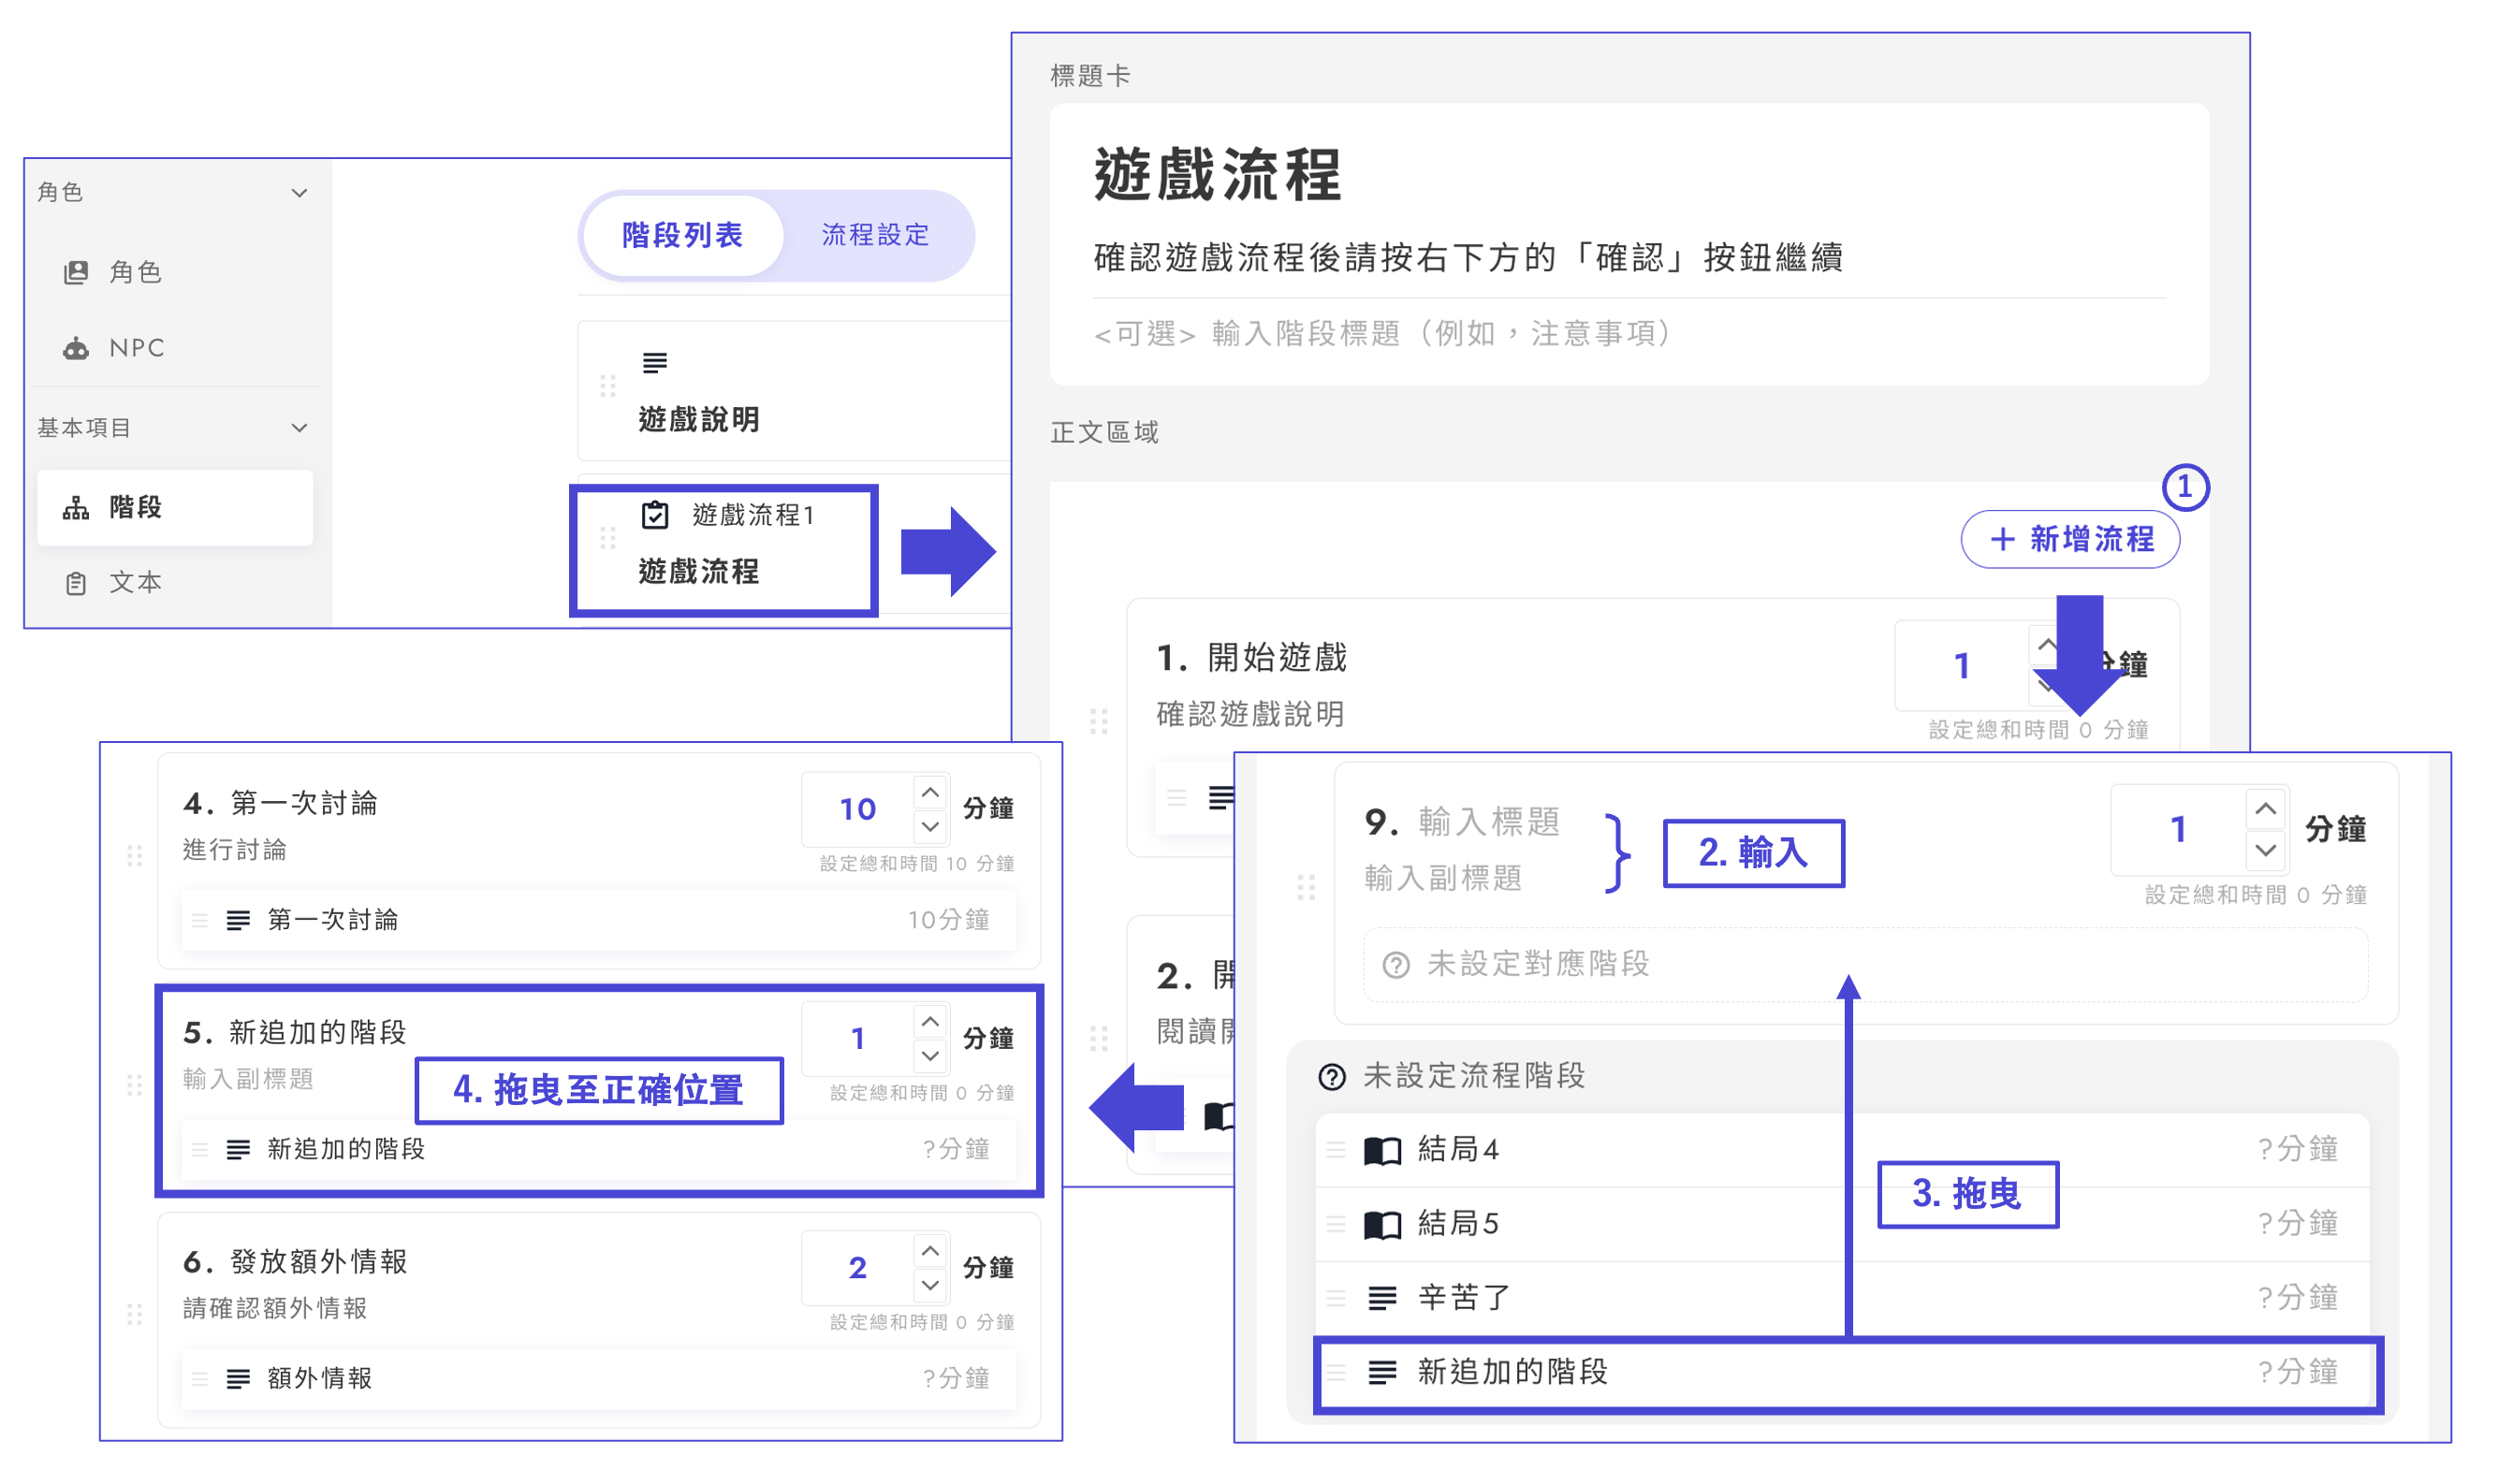 角色
角色
NPC
基本項目
階段
文本
階段列表
流程設定
遊戲說明
遊戲流程1
遊戲流程
標題卡
遊戲流程
確認遊戲流程後請按右下方的「確認」按鈕繼續
<可選> 輸入階段標題（例如，注意事項）
正文區域
1
+ 新增流程
1. 開始遊戲
1
分鐘
確認遊戲說明
設定總和時間 0 分鐘
2. 開
閱讀開
9. 輸入標題
輸入副標題
2. 輸入
1
分鐘
設定總和時間 0 分鐘
未設定對應階段
未設定流程階段
結局4
?分鐘
結局5
?分鐘
3. 拖曳
辛苦了
?分鐘
新追加的階段
?分鐘
4. 第一次討論
10
分鐘
進行討論
設定總和時間 10 分鐘
第一次討論
10分鐘
5. 新追加的階段
1
分鐘
輸入副標題
4. 拖曳至正確位置
設定總和時間 0 分鐘
新追加的階段
?分鐘
6. 發放額外情報
2
分鐘
請確認額外情報
設定總和時間 0 分鐘
額外情報
?分鐘